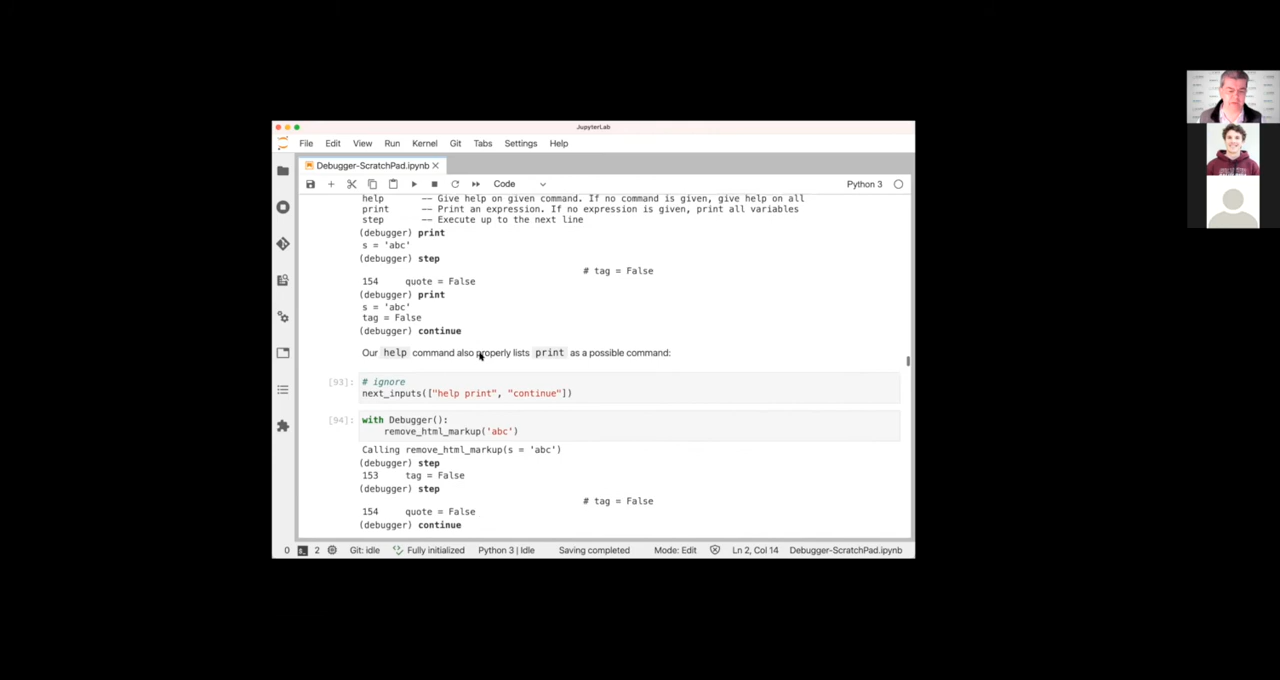 JupyterLab
File Edit View Run Kernel Git Tabs Settings Help
Debugger-ScratchPad.ipynb
Code Python 3
help -- Give help on given command. If no command is given, give help on all
print -- Print an expression. If no expression is given, print all variables
step -- Execute up to the next line
(debugger) print
s = 'abc'
(debugger) step
# tag = False
154 quote = False
(debugger) print
s = 'abc'
tag = False
(debugger) continue
Our help command also properly lists print as a possible command:
[93]: # ignore
next_inputs(["help print", "continue"])
[94]: with Debugger():
remove_html_markup('abc')
Calling remove_html_markup(s = 'abc')
(debugger) step
153 tag = False
(debugger) step
# tag = False
154 quote = False
(debugger) continue
0 2 Git: idle Fully initialized Python 3 | Idle Saving completed Mode: Edit Ln 2, Col 14 Debugger-ScratchPad.ipynb